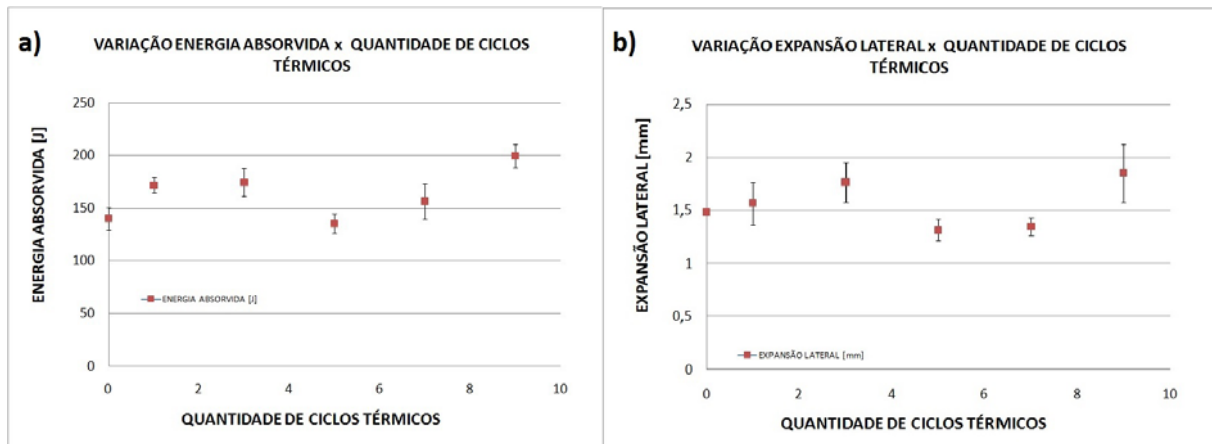 a)
VARIAÇÃO ENERGIA ABSORVIDA x QUANTIDADE DE CICLOS
TÉRMICOS
ENERGIA ABSORVIDA [J]
250
200
150
100
50
0
ENERGIA ABSORVIDA [J]
0 2 4 6 8 10
QUANTIDADE DE CICLOS TÉRMICOS
b)
VARIAÇÃO EXPANSÃO LATERAL x QUANTIDADE DE CICLOS
TÉRMICOS
EXPANSÃO LATERAL [mm]
2,5
2
1,5
1
0,5
0
EXPANSÃO LATERAL [mm]
0 2 4 6 8 10
QUANTIDADE DE CICLOS TÉRMICOS